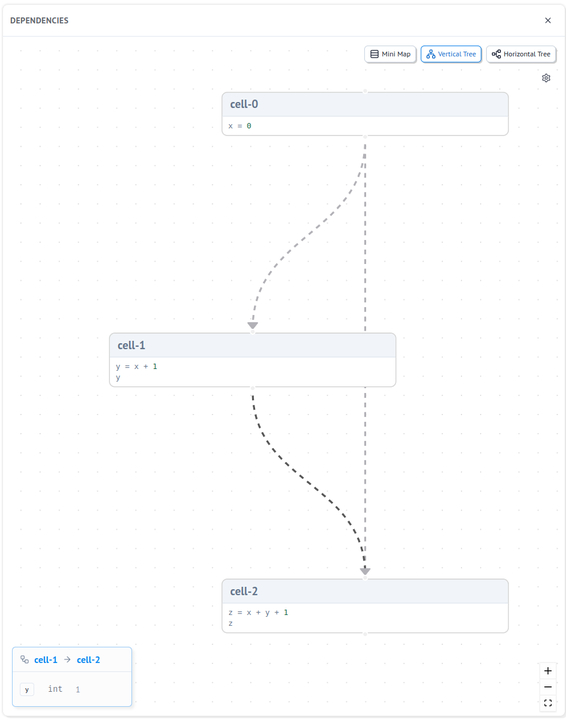 DEPENDENCIES
Mini Map
Vertical Tree
Horizontal Tree
cell-0
x = 0
cell-1
y = x + 1
y
cell-2
z = x + y + 1
z
cell-1 → cell-2
y int 1